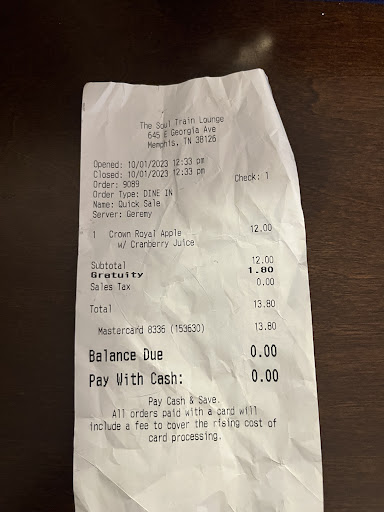 The Soul Train Lounge
645 E Georgia Ave
Memphis, TN 38126
Opened: 10/01/2023 12:33 pm
Closed: 10/01/2023 12:33 pm
Order: 9089 Check: 1
Order Type: DINE IN
Name: Quick Sale
Server: Geremy
1 Crown Royal Apple 12.00
w/ Cranberry Juice
Subtotal 12.00
Gratuity 1.80
Sales Tax 0.00
Total 13.80
Mastercard 8336 (153630) 13.80
Balance Due 0.00
Pay With Cash: 0.00
Pay Cash & Save.
All orders paid with a card will
include a fee to cover the rising cost of
card processing.